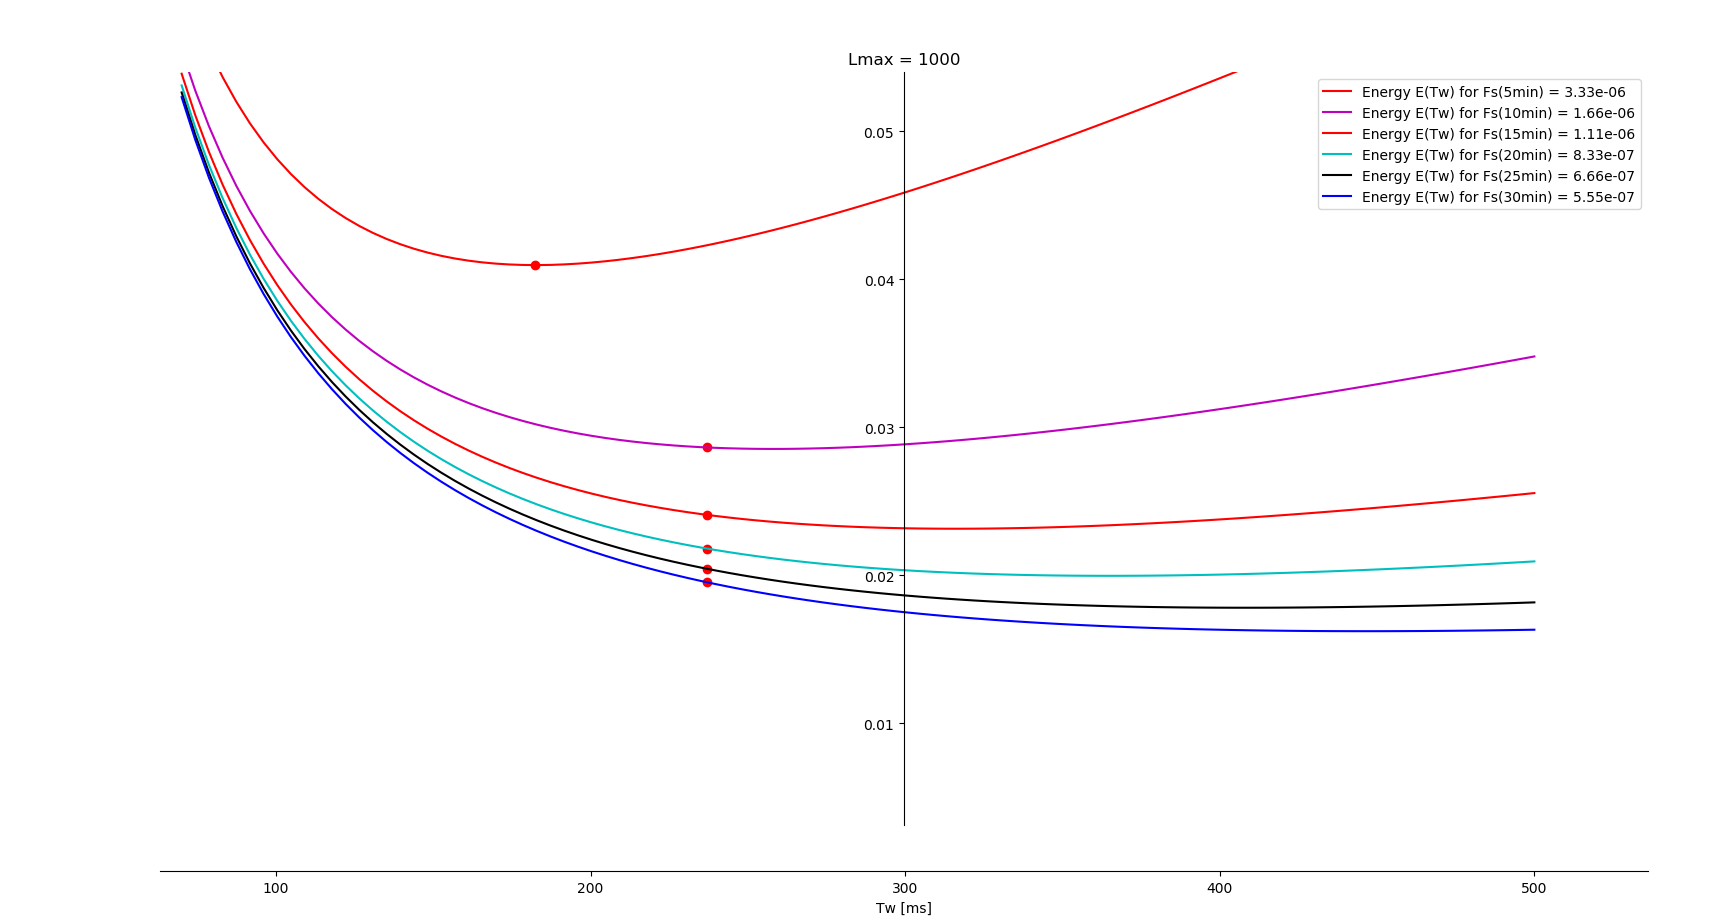 Lmax = 1000
Energy E(Tw) for Fs(5min) = 3.33e-06
Energy E(Tw) for Fs(10min) = 1.66e-06
Energy E(Tw) for Fs(15min) = 1.11e-06
Energy E(Tw) for Fs(20min) = 8.33e-07
Energy E(Tw) for Fs(25min) = 6.66e-07
Energy E(Tw) for Fs(30min) = 5.55e-07
0.05
0.04
0.03
0.02
0.01
100 200 300 400 500
Tw [ms]